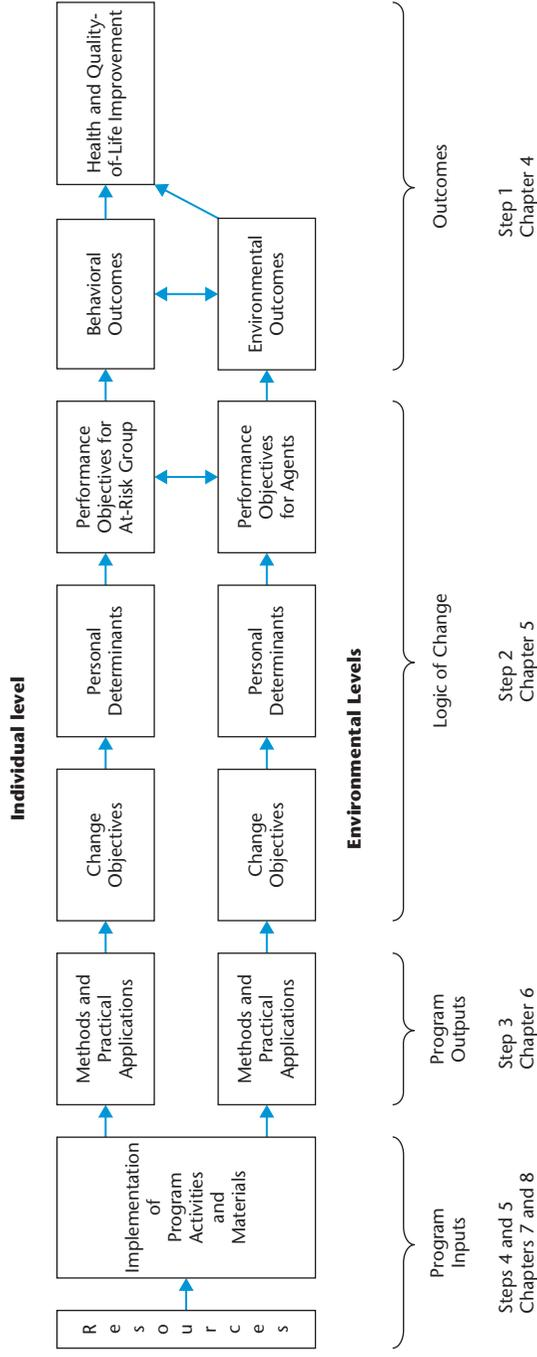 Individual level
R
e
s
o
u
r
c
e
s
Implementation
of
Program
Activities
and
Materials
Methods and
Practical
Applications
Change
Objectives
Personal
Determinants
Performance
Objectives for
At-Risk Group
Behavioral
Outcomes
Health and Quality-
of-Life Improvement
Methods and
Practical
Applications
Change
Objectives
Personal
Determinants
Performance
Objectives
for Agents
Environmental
Outcomes
Environmental Levels
Program
Inputs
Program
Outputs
Logic of Change
Outcomes
Steps 4 and 5
Chapters 7 and 8
Step 3
Chapter 6
Step 2
Chapter 5
Step 1
Chapter 4